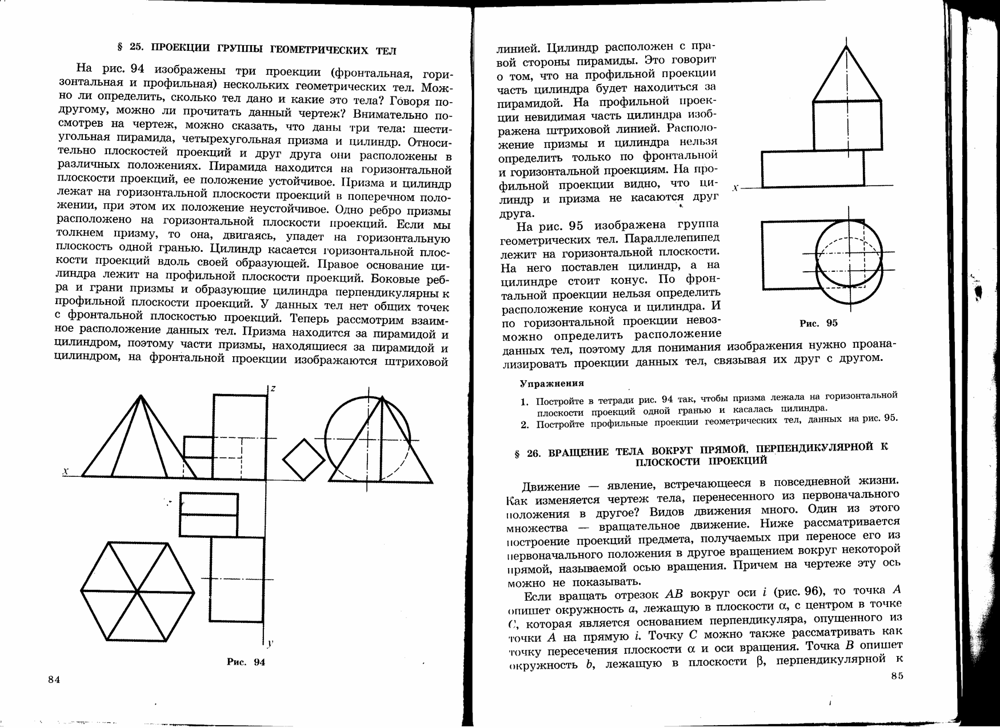 § 25. ПРОЕКЦИИ ГРУППЫ ГЕОМЕТРИЧЕСКИХ ТЕЛ
На рис. 94 изображены три проекции (фронтальная, гори-
зонтальная и профильная) нескольких геометрических тел. Мож-
но ли определить, сколько тел дано и какие это тела? Говоря по-
другому, можно ли прочитать данный чертеж? Внимательно по-
смотрев на чертеж, можно сказать, что даны три тела: шести-
угольная пирамида, четырехугольная призма и цилиндр. Относи-
тельно плоскостей проекций и друг друга они расположены в
различных положениях. Пирамида находится на горизонтальной
плоскости проекций, ее положение устойчивое. Призма и цилиндр
лежат на горизонтальной плоскости проекций в поперечном поло-
жении, при этом их положение неустойчивое. Одно ребро призмы
расположено на горизонтальной плоскости проекций. Если мы
толкнем призму, то она, двигаясь, упадет на горизонтальную
плоскость одной гранью. Цилиндр касается горизонтальной плос-
кости проекций вдоль своей образующей. Правое основание ци-
линдра лежит на профильной плоскости проекций. Боковые реб-
ра и грани призмы и образующие цилиндра перпендикулярны к
профильной плоскости проекций. У данных тел нет общих точек
с фронтальной плоскостью проекций. Теперь рассмотрим взаим-
ное расположение данных тел. Призма находится за пирамидой и
цилиндром, поэтому части призмы, находящиеся за пирамидой и
цилиндром, на фронтальной проекции изображаются штриховой
z
x
y
Рис. 94
84
линией. Цилиндр расположен с пра-
вой стороны пирамиды. Это говорит
о том, что на профильной проекции
часть цилиндра будет находиться за
пирамидой. На профильной проек-
ции невидимая часть цилиндра изоб-
ражена штриховой линией. Располо-
жение призмы и цилиндра нельзя
определить только по фронтальной
и горизонтальной проекциям. На про-
фильной проекции видно, что ци-
линдр и призма не касаются друг
друга.
На рис. 95 изображена группа
геометрических тел. Параллелепипед
лежит на горизонтальной плоскости.
На него поставлен цилиндр, а на
цилиндре стоит конус. По фрон-
тальной проекции нельзя определить
расположение конуса и цилиндра. И
по горизонтальной проекции невоз-
можно определить расположение
данных тел, поэтому для понимания изображения нужно проана-
лизировать проекции данных тел, связывая их друг с другом.
x
Рис. 95
Упражнения
1. Постройте в тетради рис. 94 так, чтобы призма лежала на горизонтальной
плоскости проекций одной гранью и касалась цилиндра.
2. Постройте профильные проекции геометрических тел, данных на рис. 95.
§ 26. ВРАЩЕНИЕ ТЕЛА ВОКРУГ ПРЯМОЙ, ПЕРПЕНДИКУЛЯРНОЙ К
ПЛОСКОСТИ ПРОЕКЦИЙ
Движение — явление, встречающееся в повседневной жизни.
Как изменяется чертеж тела, перенесенного из первоначального
положения в другое? Видов движения много. Один из этого
множества — вращательное движение. Ниже рассматривается
построение проекций предмета, получаемых при переносе его из
первоначального положения в другое вращением вокруг некоторой
прямой, называемой осью вращения. Причем на чертеже эту ось
можно не показывать.
Если вращать отрезок AB вокруг оси i (рис. 96), то точка A
опишет окружность a, лежащую в плоскости α, с центром в точке
C, которая является основанием перпендикуляра, опущенного из
точки A на прямую i. Точку C можно также рассматривать как
точку пересечения плоскости α и оси вращения. Точка B опишет
окружность b, лежащую в плоскости β, перпендикулярной к
85